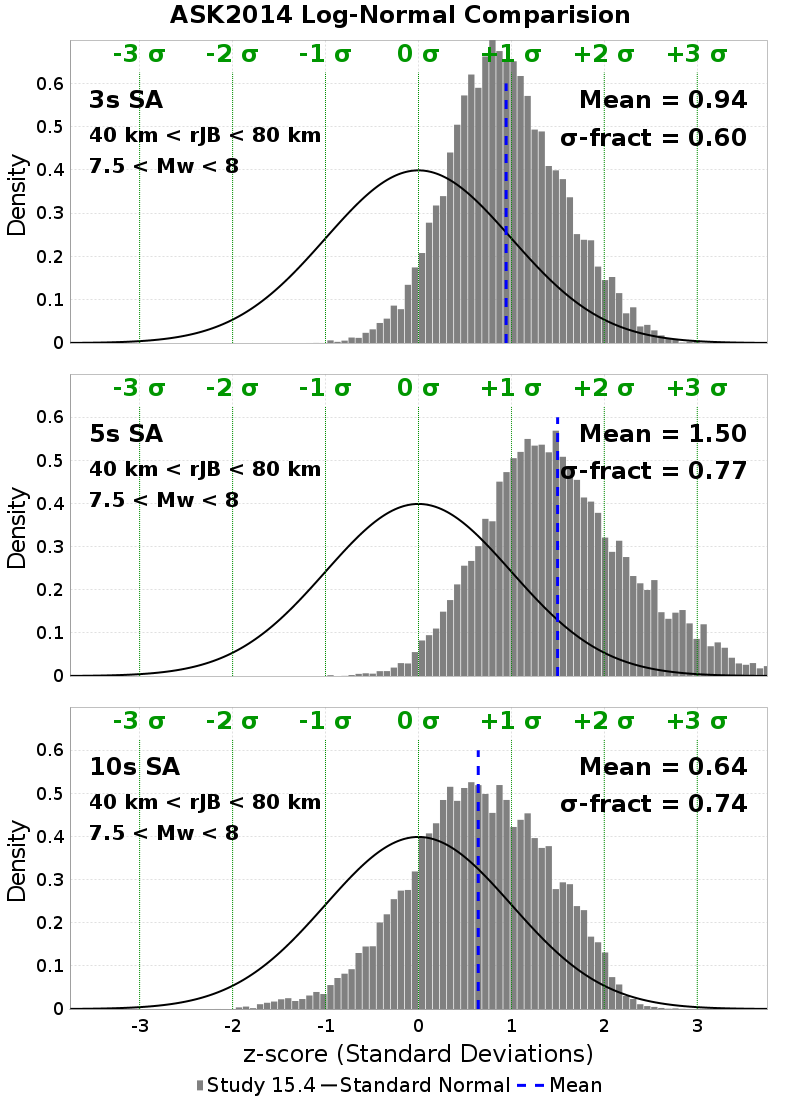 ASK2014 Log-Normal Comparision
-3 σ -2 σ -1 σ 0 σ +1 σ +2 σ +3 σ
3s SA
Mean = 0.94
40 km < rJB < 80 km
σ-fract = 0.60
7.5 < Mw < 8
0.6
0.5
0.4
0.3
0.2
0.1
0
Density
-3 σ -2 σ -1 σ 0 σ +1 σ +2 σ +3 σ
5s SA
Mean = 1.50
40 km < rJB < 80 km
σ-fract = 0.77
7.5 < Mw < 8
0.6
0.5
0.4
0.3
0.2
0.1
0
Density
-3 σ -2 σ -1 σ 0 σ +1 σ +2 σ +3 σ
10s SA
Mean = 0.64
40 km < rJB < 80 km
σ-fract = 0.74
7.5 < Mw < 8
0.6
0.5
0.4
0.3
0.2
0.1
0
Density
-3 -2 -1 0 1 2 3
z-score (Standard Deviations)
Study 15.4 Standard Normal Mean